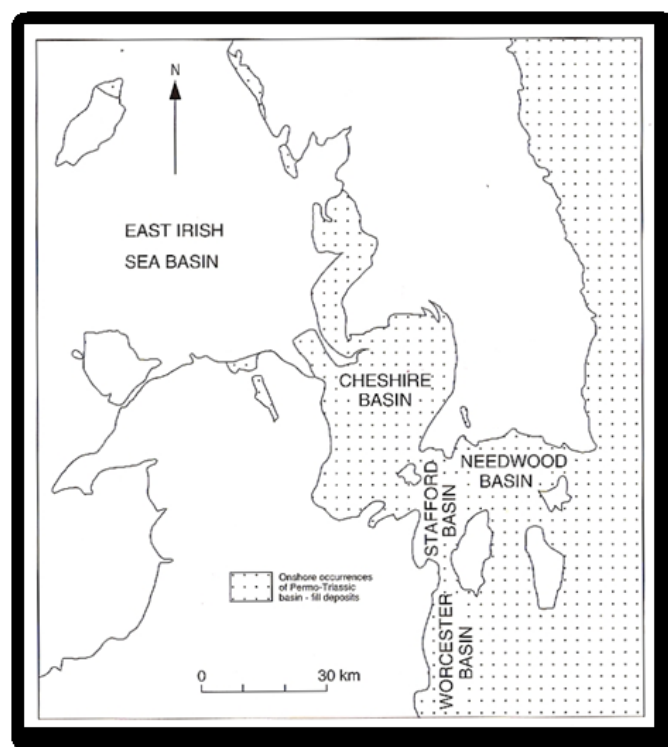 N
EAST IRISH
SEA BASIN
CHESHIRE
BASIN
NEEDWOOD
BASIN
STAFFORD
BASIN
WORCESTER
BASIN
Onshore occurrences
of Permo-Triassic
basin - fill deposits
0 30 km